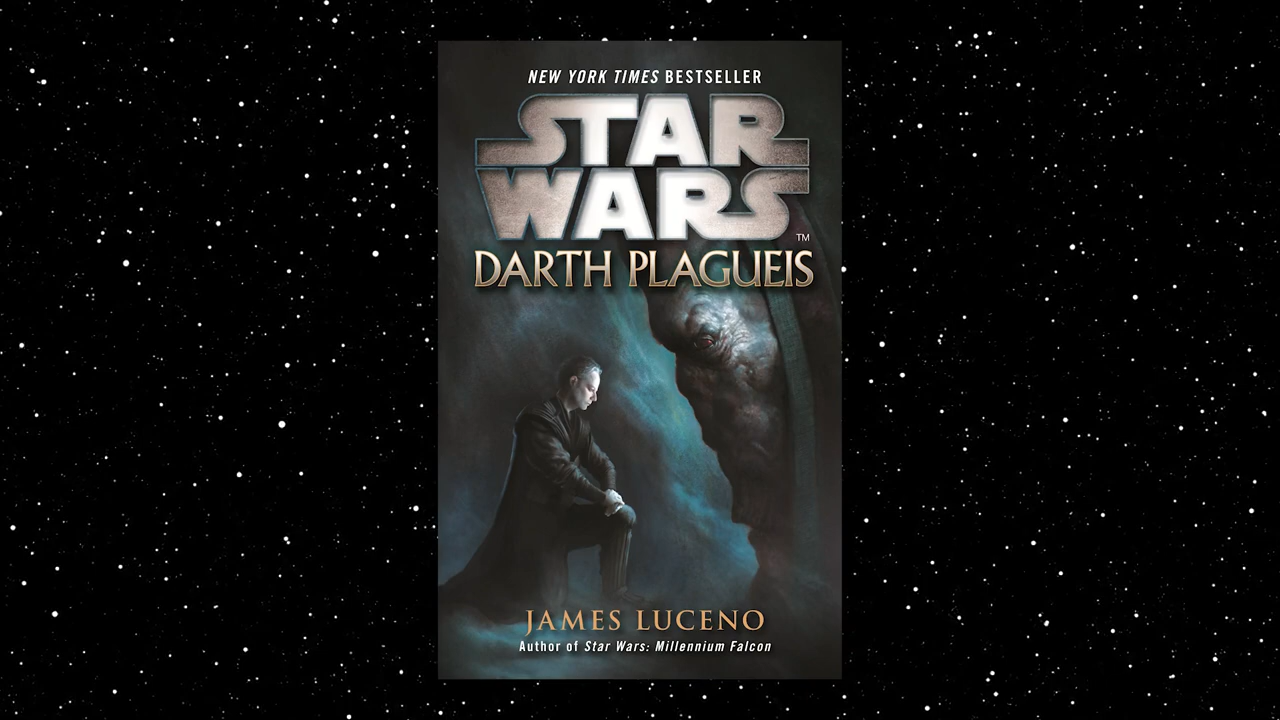 NEW YORK TIMES BESTSELLER
STAR
WARS
TM
DARTH PLAGUEIS
JAMES LUCENO
Author of Star Wars: Millennium Falcon